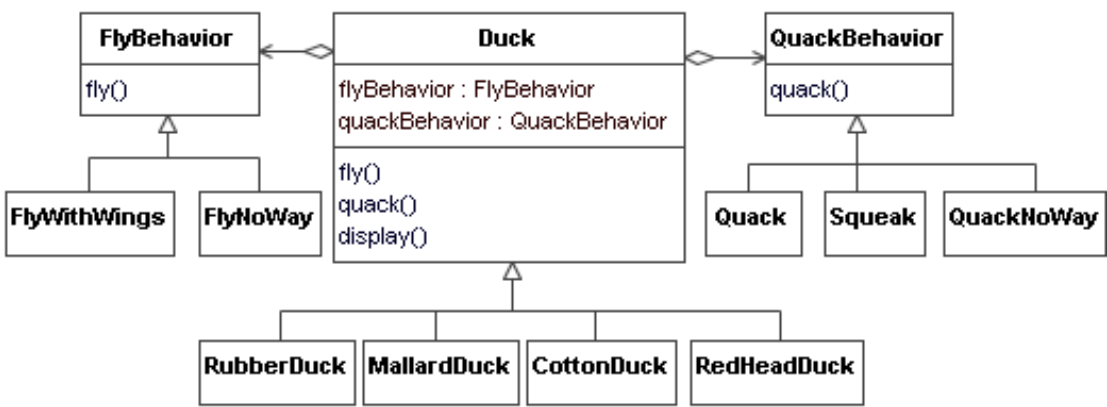 FlyBehavior
fly()
Duck
flyBehavior : FlyBehavior
quackBehavior : QuackBehavior
fly()
quack()
display()
QuackBehavior
quack()
FlyWithWings
FlyNoWay
Quack
Squeak
QuackNoWay
RubberDuck
MallardDuck
CottonDuck
RedHeadDuck